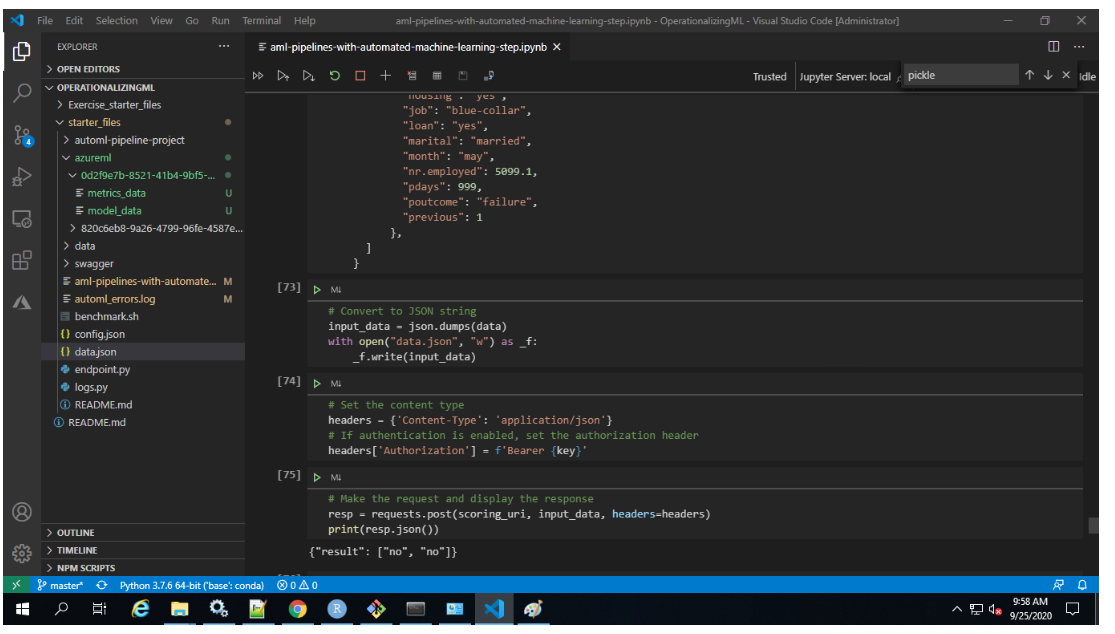 File Edit Selection View Go Run Terminal Help aml-pipelines-with-automated-machine-learning-step.ipynb - OperationalizingML - Visual Studio Code [Administrator]
EXPLORER
aml-pipelines-with-automated-machine-learning-step.ipynb
OPEN EDITORS
OPERATIONALIZINGML
Exercise_starter_files
starter_files
automl-pipeline-project
azureml
0d2f9e7b-8521-41b4-9bf5-...
metrics_data U
model_data U
820c6eb8-9a26-4799-96fe-4587e...
data
swagger
aml-pipelines-with-automate... M
automl_errors.log M
benchmark.sh
config.json
data.json
endpoint.py
logs.py
README.md
README.md
OUTLINE
TIMELINE
NPM SCRIPTS
4
Trusted Jupyter Server: local pickle Idle
"housing": "yes",
"job": "blue-collar",
"loan": "yes",
"marital": "married",
"month": "may",
"nr.employed": 5099.1,
"pdays": 999,
"poutcome": "failure",
"previous": 1
},
]
}
[73] M↓
# Convert to JSON string
input_data = json.dumps(data)
with open("data.json", "w") as _f:
_f.write(input_data)
[74] M↓
# Set the content type
headers = {'Content-Type': 'application/json'}
# If authentication is enabled, set the authorization header
headers['Authorization'] = f'Bearer {key}'
[75] M↓
# Make the request and display the response
resp = requests.post(scoring_uri, input_data, headers=headers)
print(resp.json())
{"result": ["no", "no"]}
master* Python 3.7.6 64-bit ('base': conda) 0 0
R
9:58 AM
9/25/2020